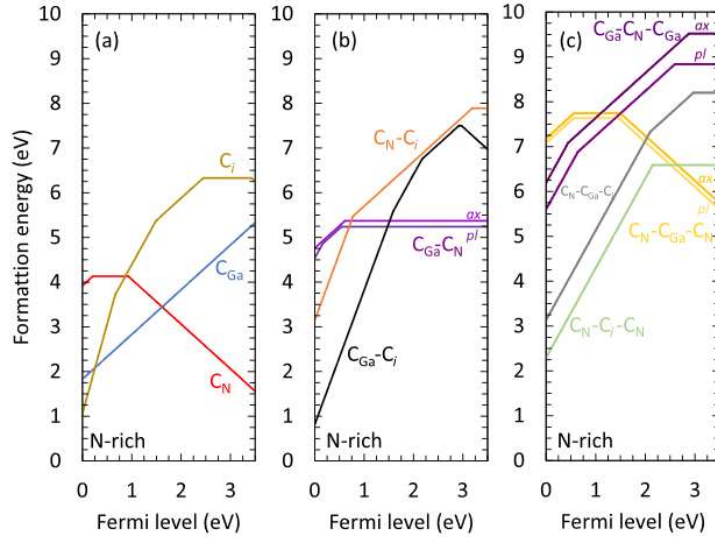 Formattion energy (eV)
10
9
8
7
6
5
4
3
2
1
0
(a)
C_i
C_Ga
C_N
N-rich
0 1 2 3
Fermi level (eV)
10
9
8
7
6
5
4
3
2
1
0
(b)
C_N-C_i
ax
pl
C_Ga-C_N
C_Ga-C_i
N-rich
0 1 2 3
Fermi level (eV)
10
9
8
7
6
5
4
3
2
1
0
(c)
C_Ga-C_N-C_Ga
ax
pl
C_N-C_Ga-C_i
ax
pl
C_N-C_Ga-C_N
C_N-C_i-C_N
N-rich
0 1 2 3
Fermi level (eV)